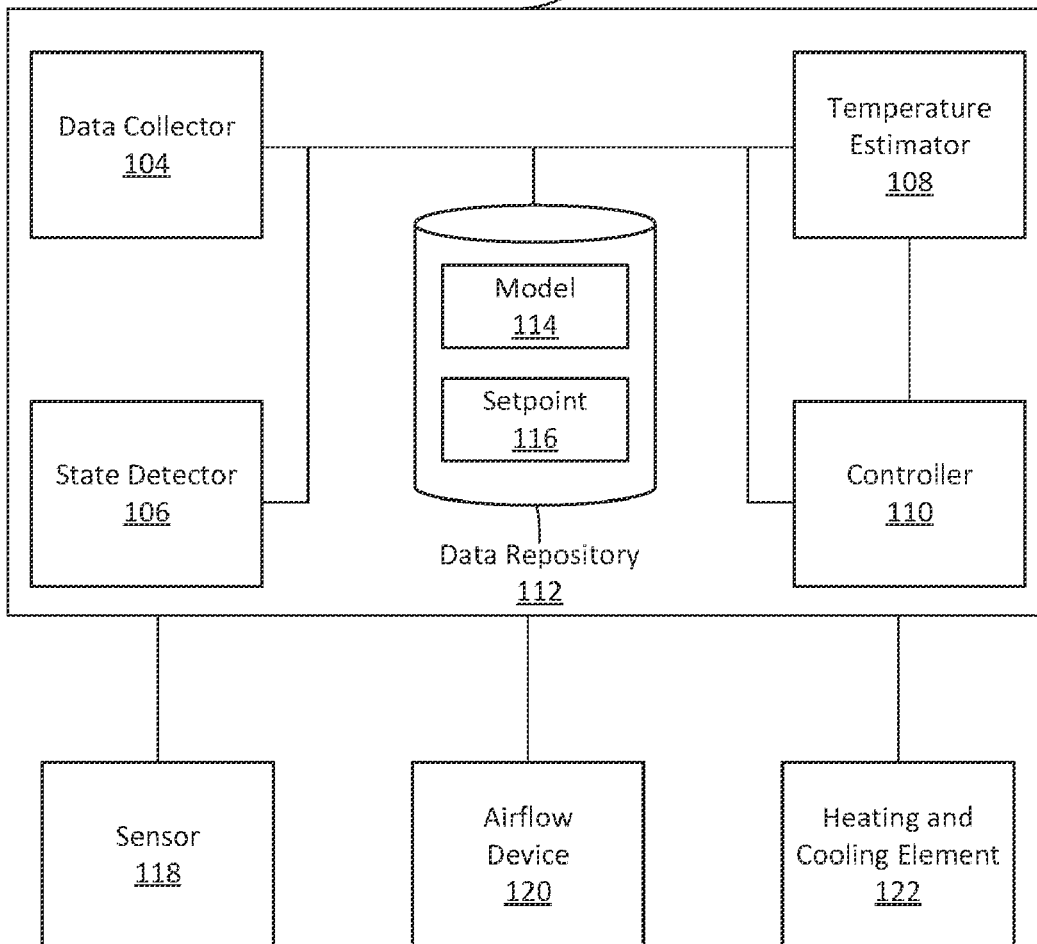 Data Collector
104
Temperature
Estimator
108
Model
114
Setpoint
116
State Detector
106
Controller
110
Data Repository
112
Sensor
118
Airflow
Device
120
Heating and
Cooling Element
122